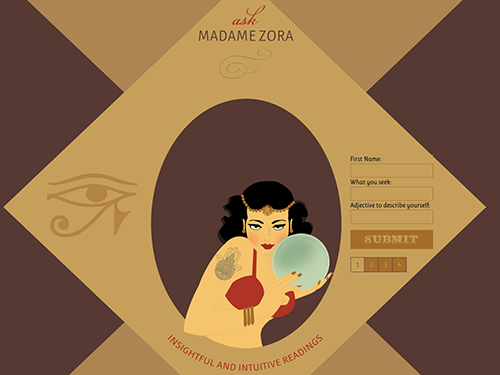 ask
MADAME ZORA
First Name:
What you seek:
Adjective to describe yourself:
SUBMIT
1 2 3 4
INSIGHTFUL AND INTUITIVE READINGS